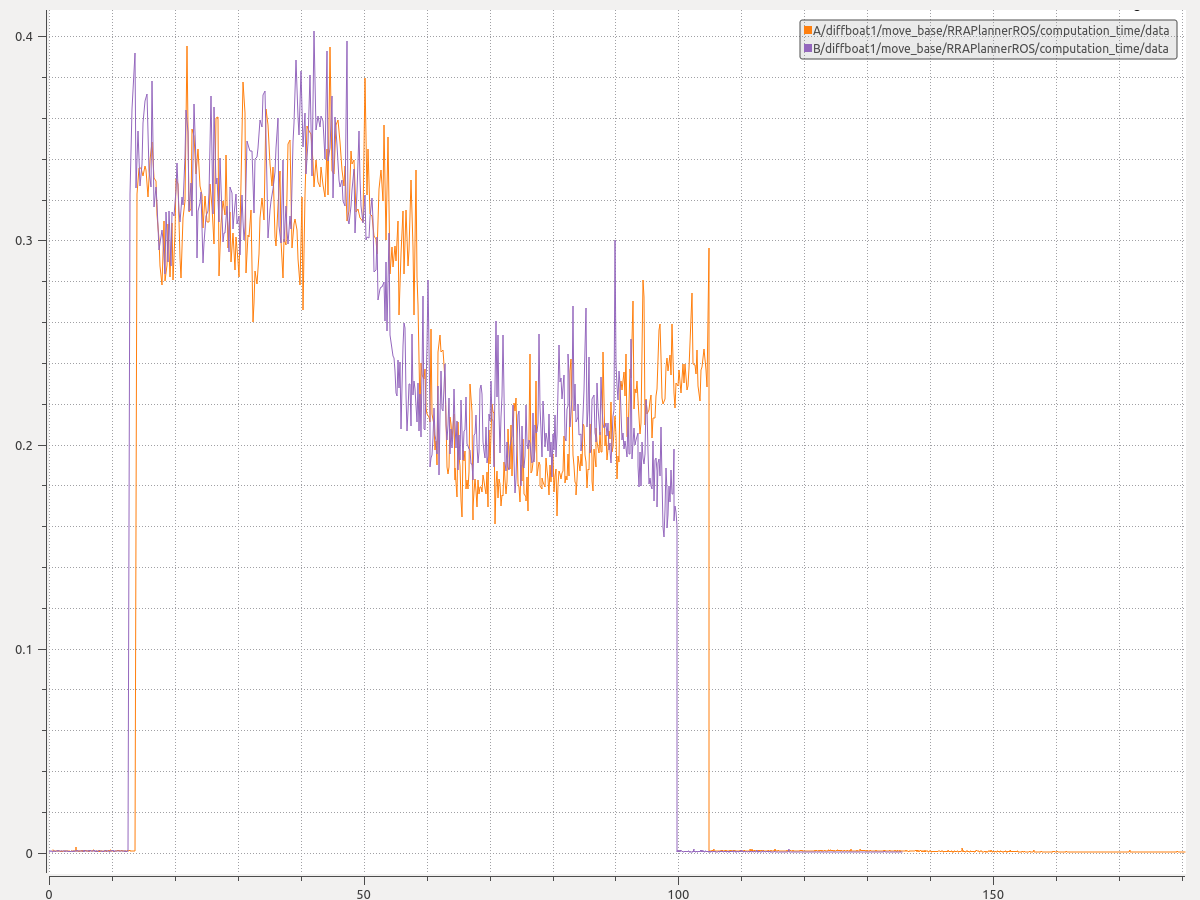 A/diffboat1/move_base/RRAPlannerROS/computation_time/data
B/diffboat1/move_base/RRAPlannerROS/computation_time/data
0.4
0.3
0.2
0.1
0
0 50 100 150